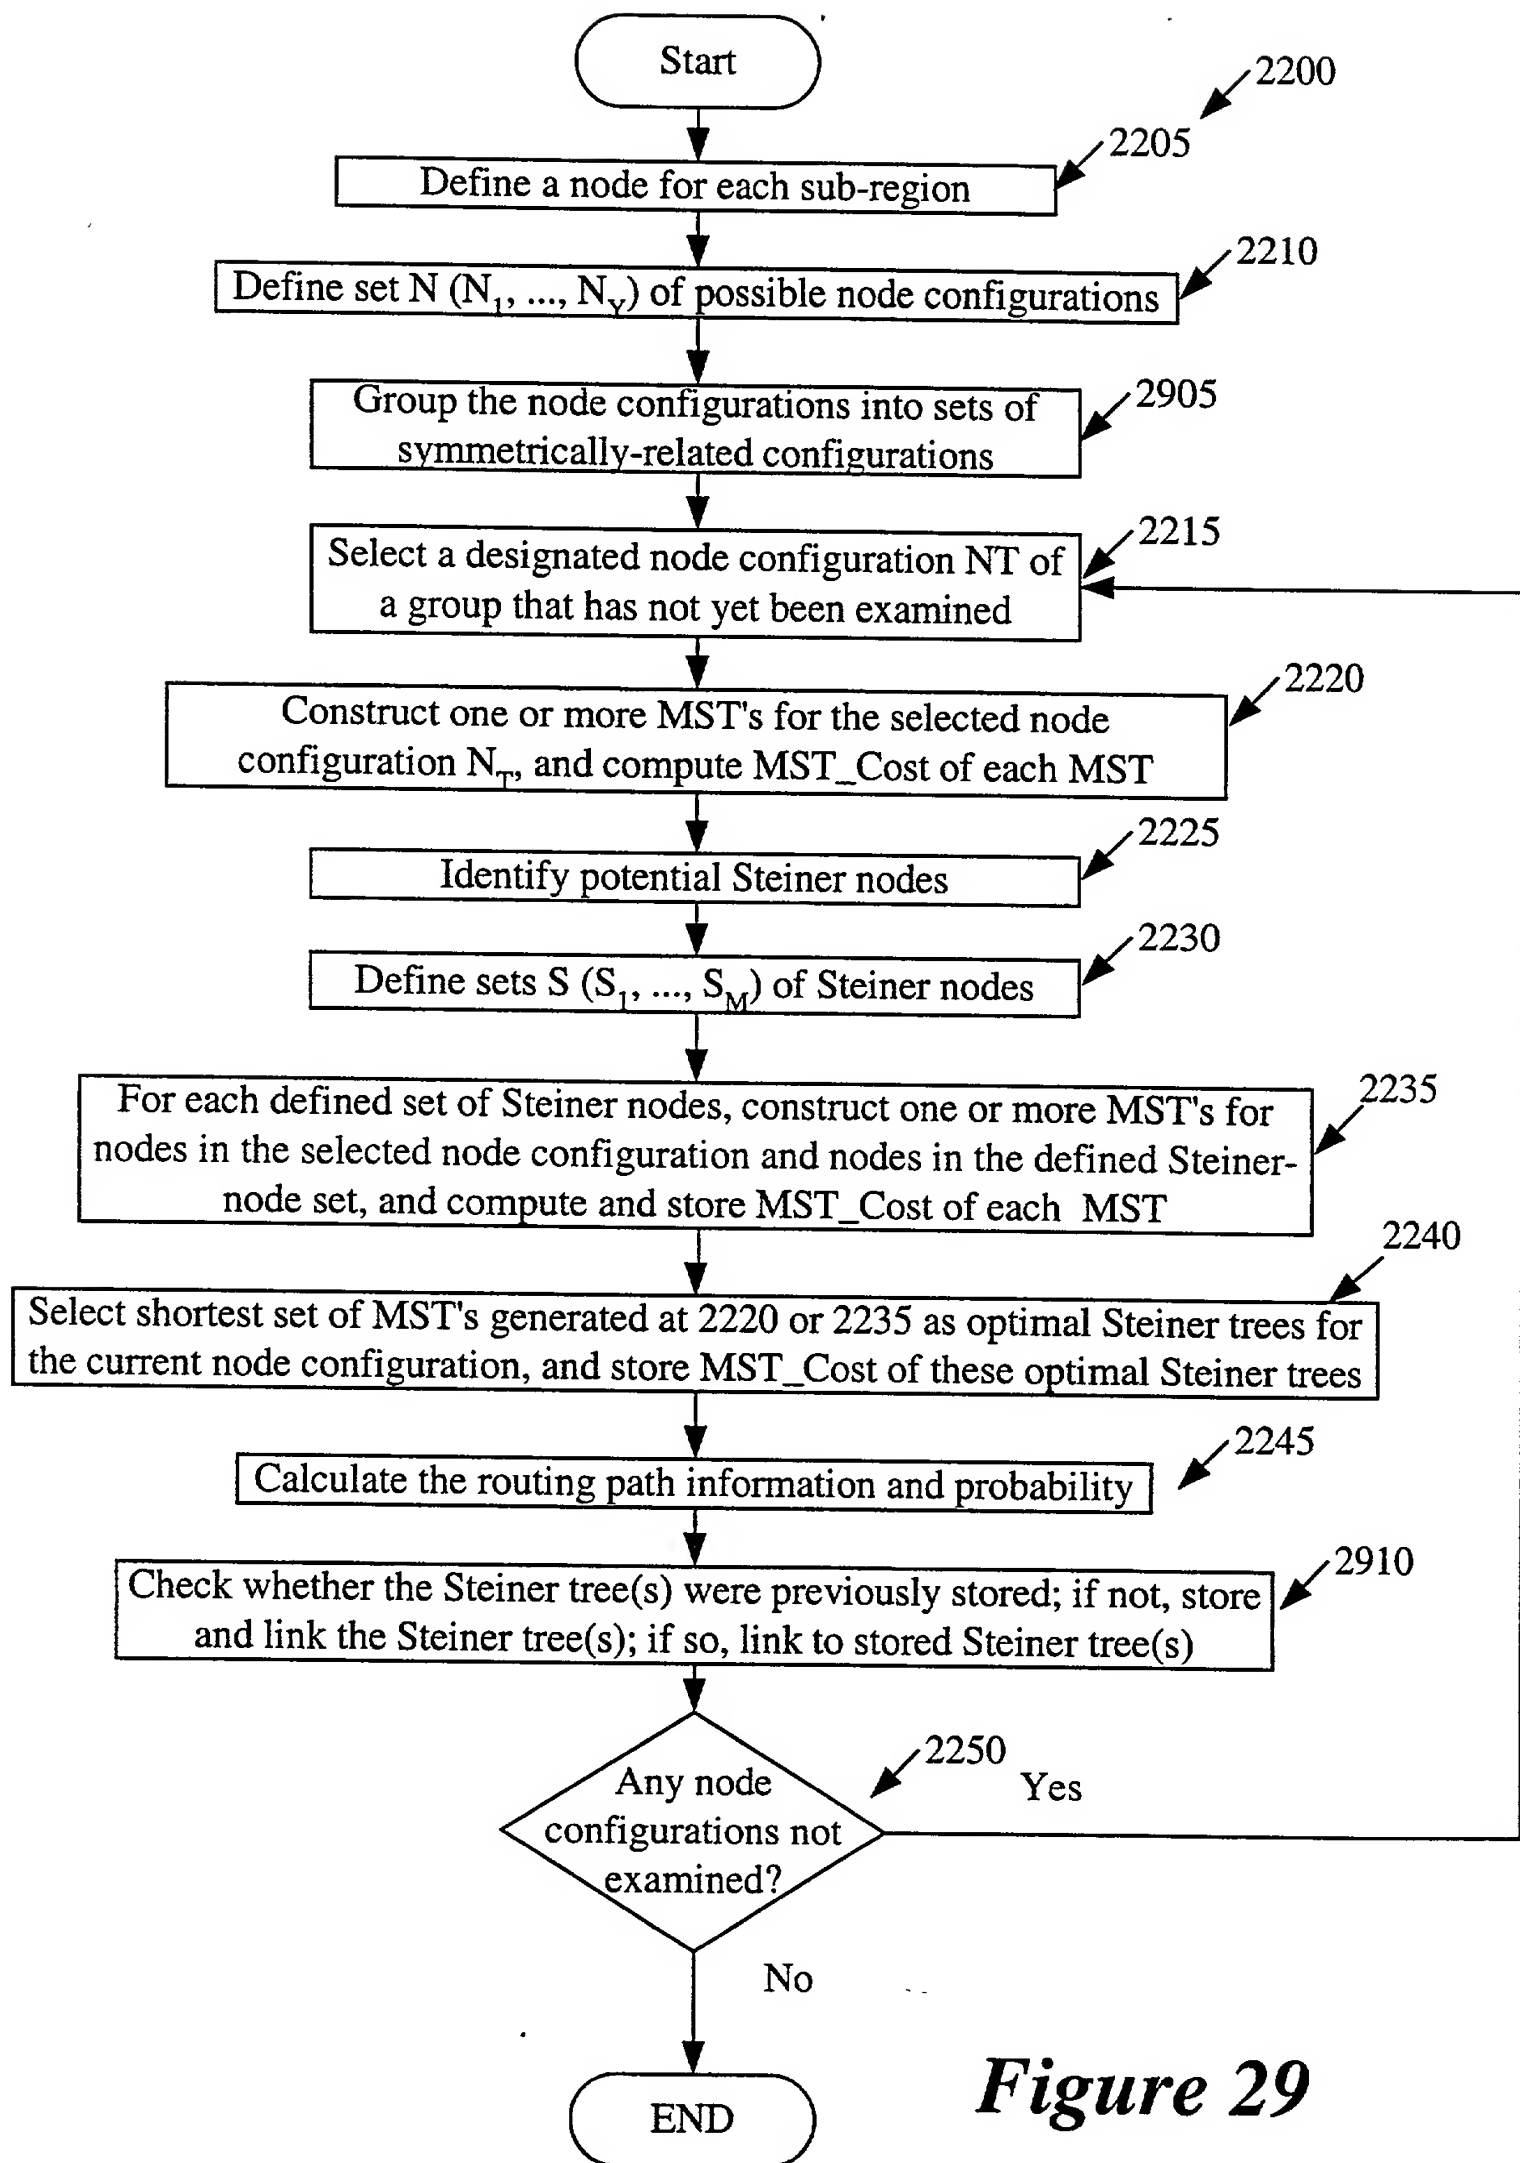 Start
2200
2205
Define a node for each sub-region
2210
Define set N (N1, ..., NY) of possible node configurations
2905
Group the node configurations into sets of
symmetrically-related configurations
2215
Select a designated node configuration NT of
a group that has not yet been examined
2220
Construct one or more MST's for the selected node
configuration NT, and compute MST_Cost of each MST
2225
Identify potential Steiner nodes
2230
Define sets S (S1, ..., SM) of Steiner nodes
2235
For each defined set of Steiner nodes, construct one or more MST's for
nodes in the selected node configuration and nodes in the defined Steiner-
node set, and compute and store MST_Cost of each MST
2240
Select shortest set of MST's generated at 2220 or 2235 as optimal Steiner trees for
the current node configuration, and store MST_Cost of these optimal Steiner trees
2245
Calculate the routing path information and probability
2910
Check whether the Steiner tree(s) were previously stored; if not, store
and link the Steiner tree(s); if so, link to stored Steiner tree(s)
2250
Yes
Any node
configurations not
examined?
No
END
Figure 29